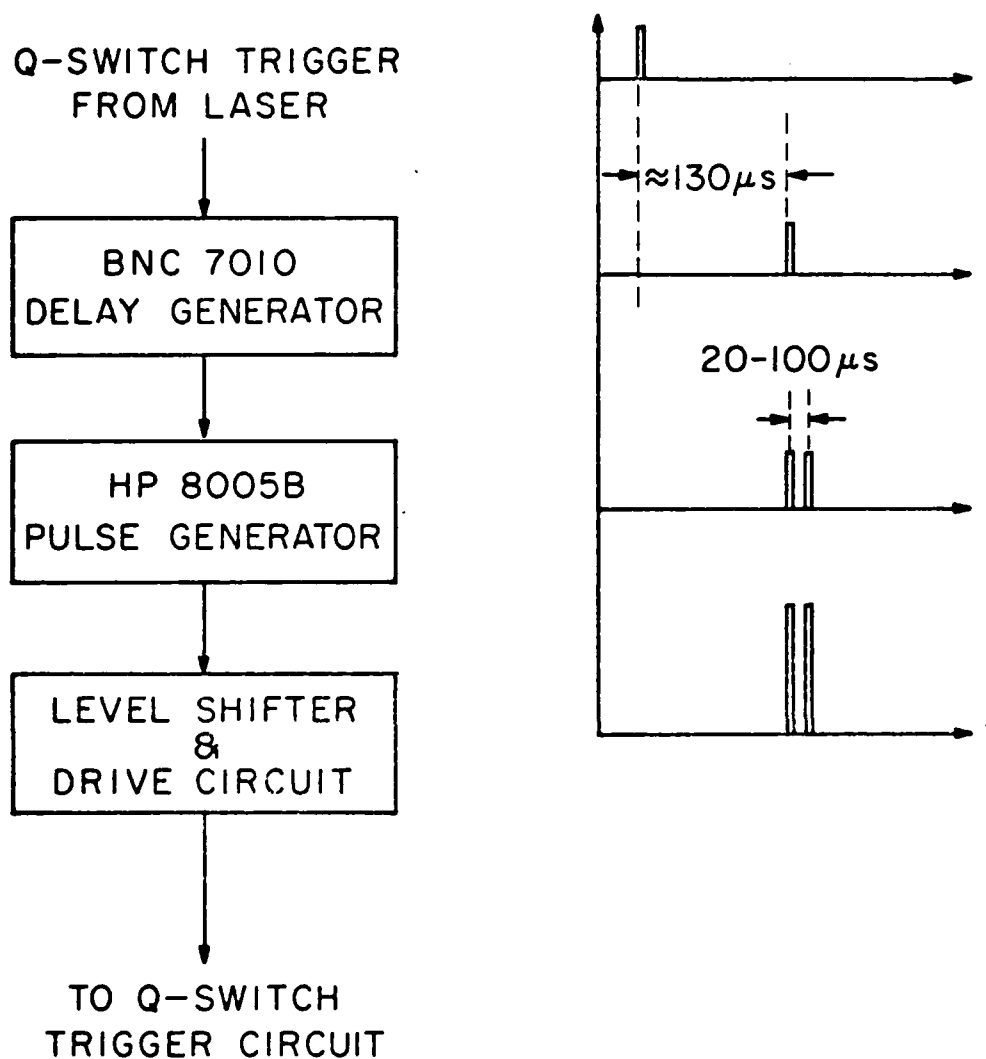 Q-SWITCH TRIGGER
FROM LASER
BNC 7010
DELAY GENERATOR
HP 8005B
PULSE GENERATOR
LEVEL SHIFTER
&
DRIVE CIRCUIT
TO Q-SWITCH
TRIGGER CIRCUIT
≈130μs
20-100μs